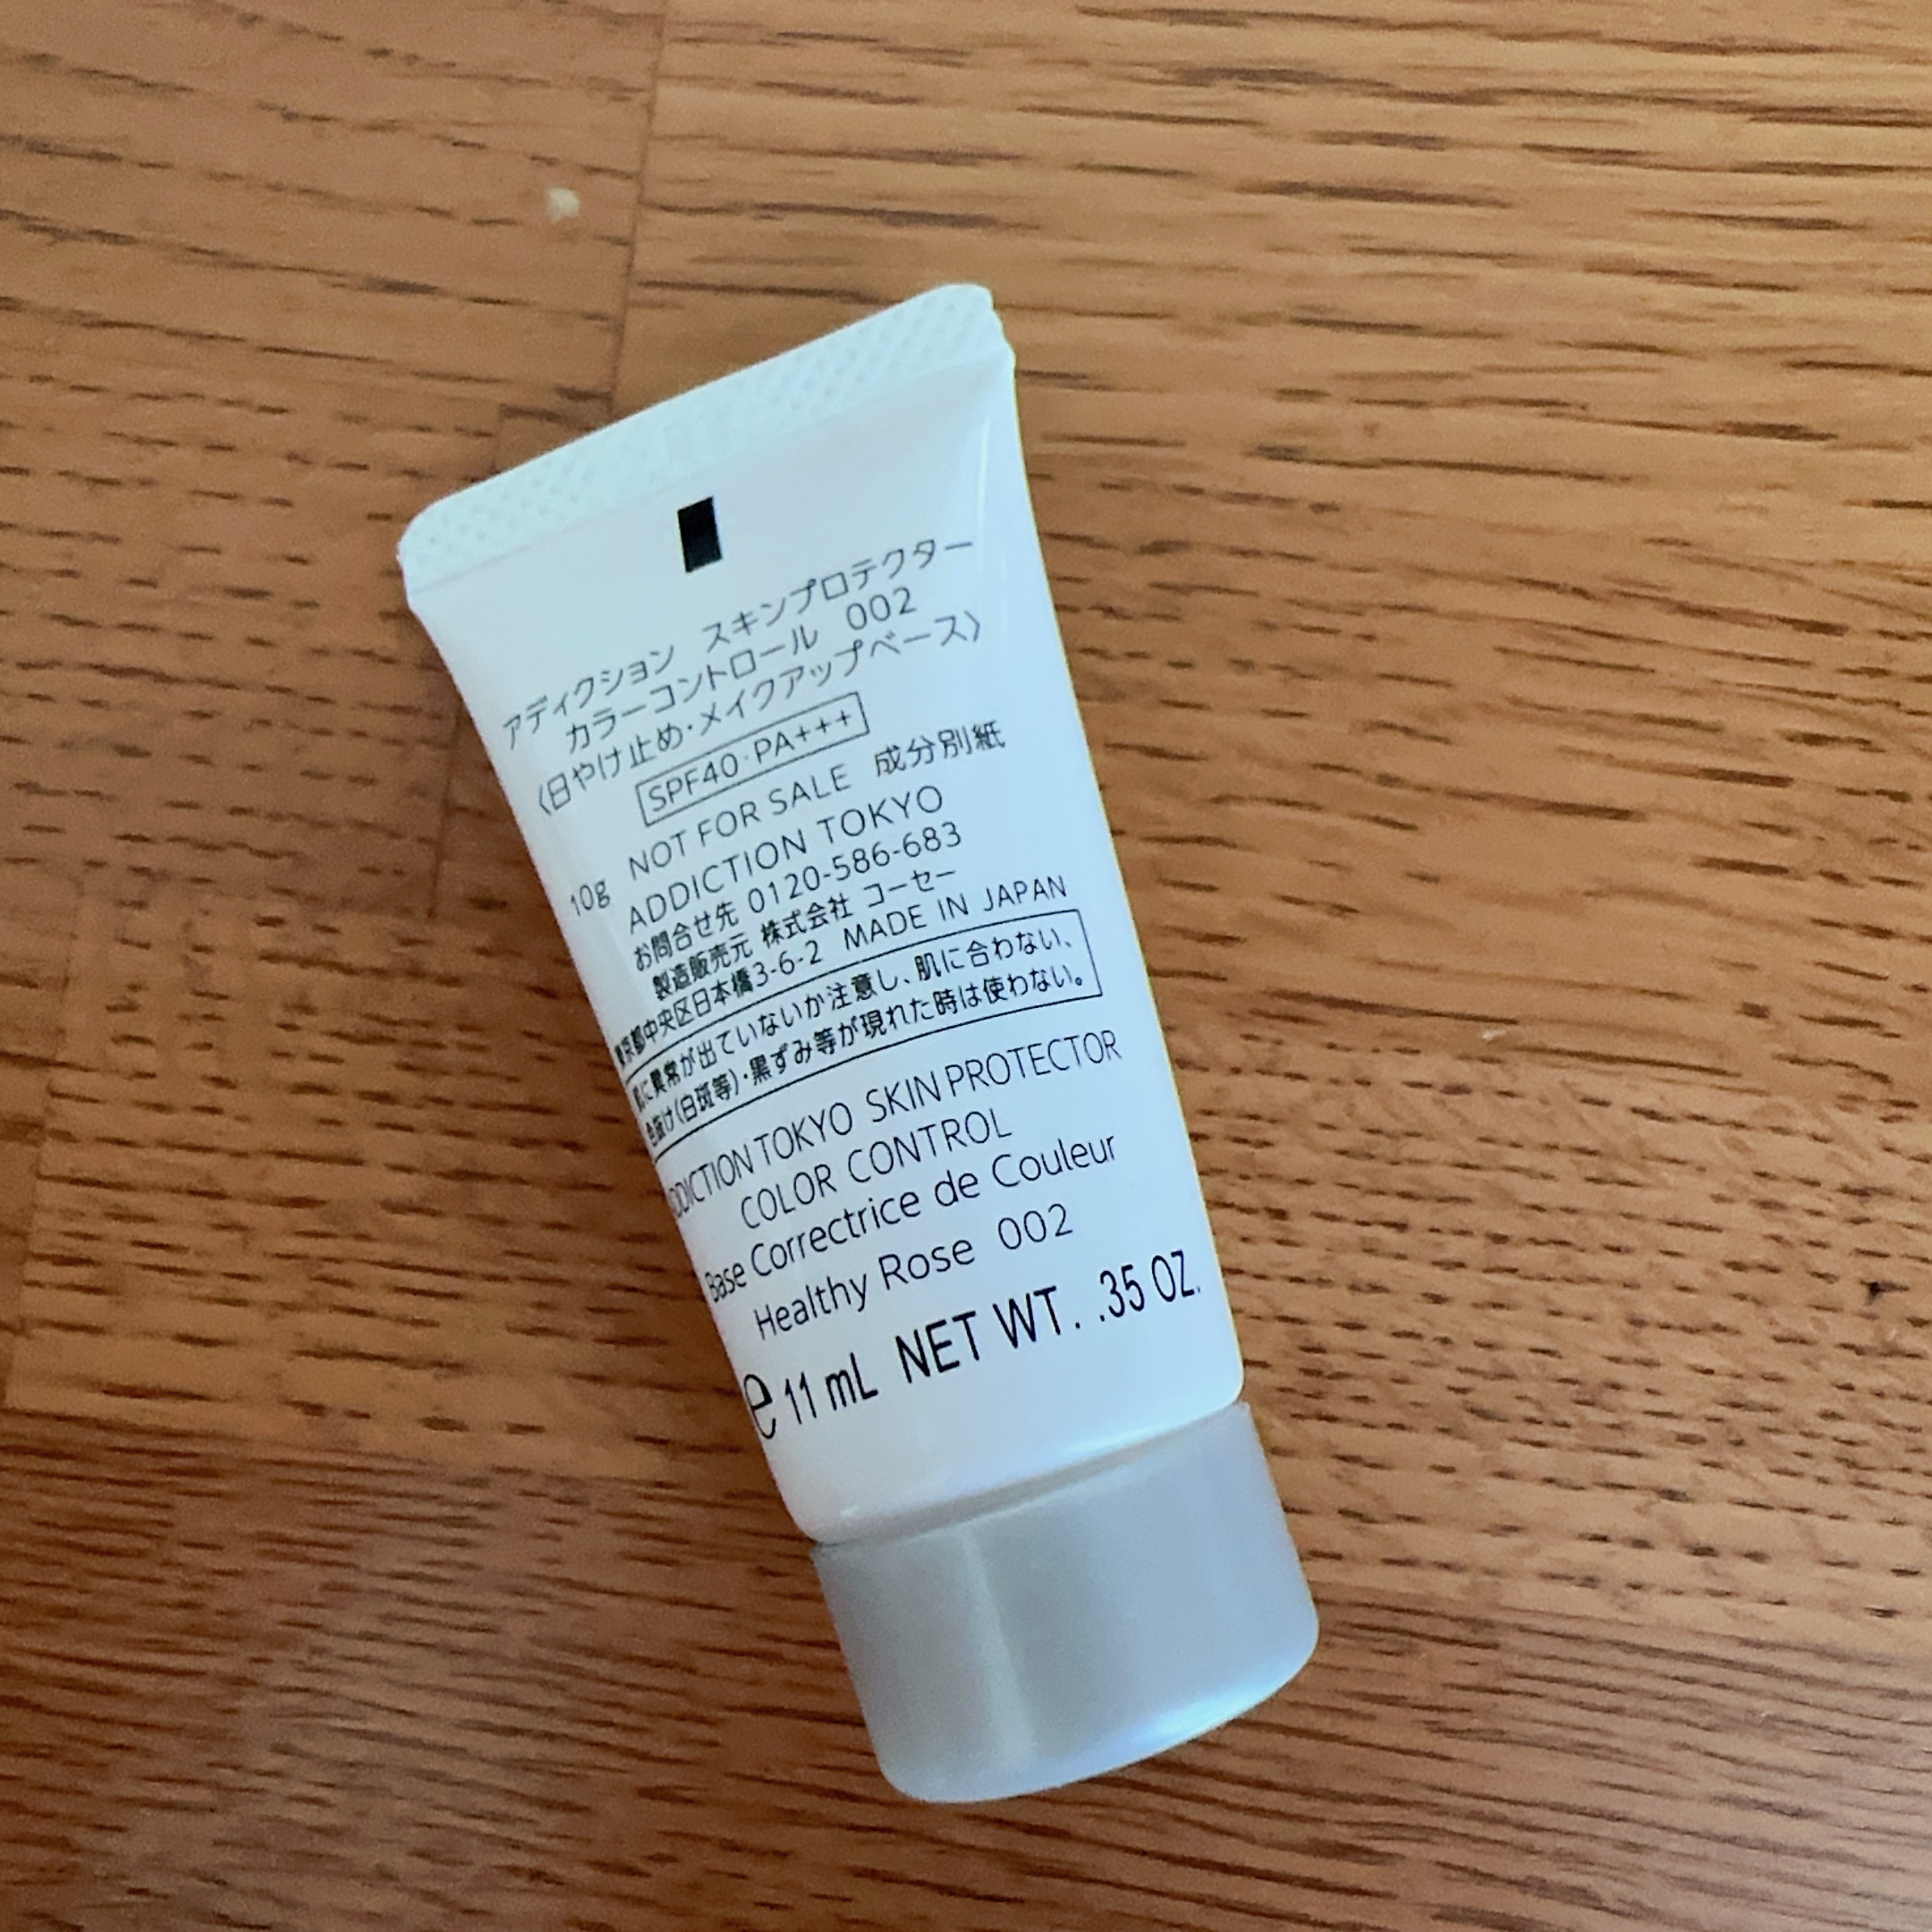 アディクション スキンプロテクター
カラーコントロール 002
〈日やけ止め・メイクアップベース〉
SPF40・PA+++
10g NOT FOR SALE 成分別紙
ADDICTION TOKYO
お問合せ先 0120-586-683
製造販売元 株式会社 コーセー
東京都中央区日本橋3-6-2 MADE IN JAPAN
肌に異常が出ていないか注意し、肌に合わない、
色抜け(白斑等)・黒ずみ等が現れた時は使わない。
ADDICTION TOKYO SKIN PROTECTOR
COLOR CONTROL
Base Correctrice de Couleur
Healthy Rose 002
e 11 mL NET WT. .35 OZ.